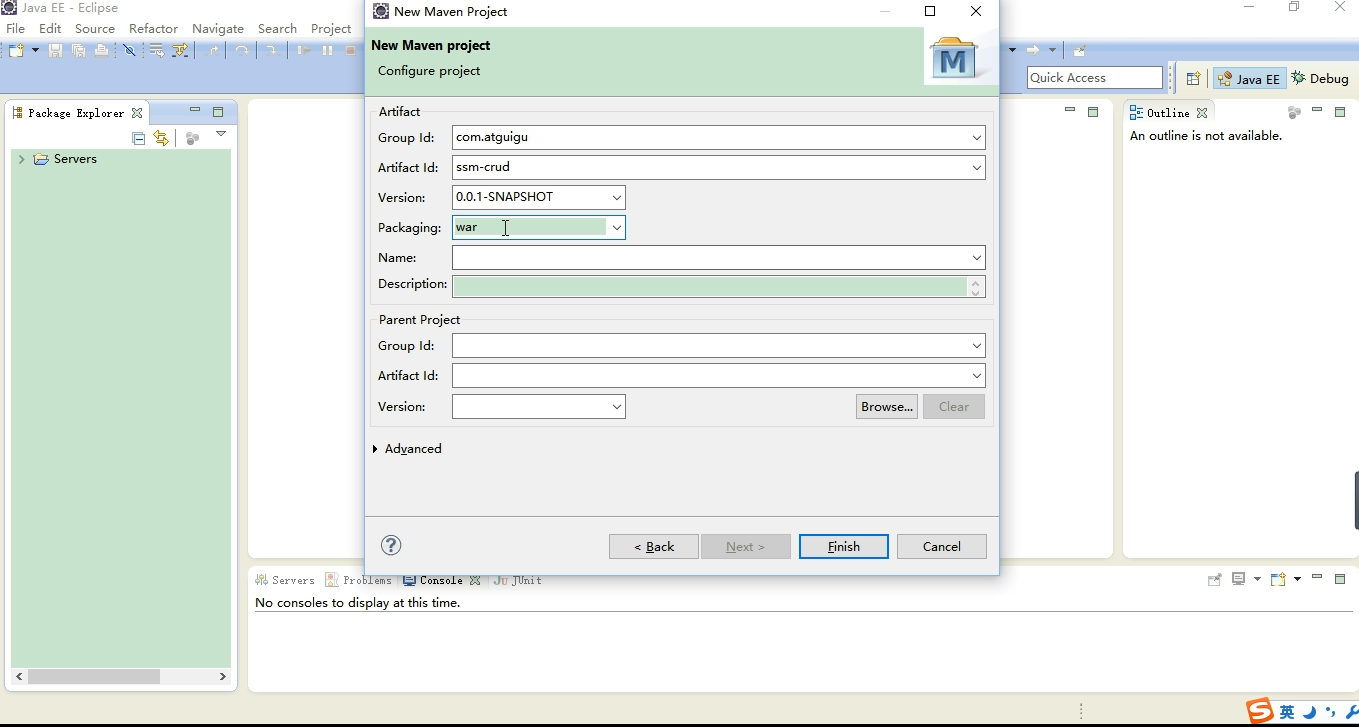 Java EE - Eclipse
File Edit Source Refactor Navigate Search Project
Quick Access
Java EE
Debug
Package Explorer
Servers
New Maven Project
New Maven project
Configure project
M
Artifact
Group Id: com.atguigu
Artifact Id: ssm-crud
Version: 0.0.1-SNAPSHOT
Packaging: war
Name:
Description:
Parent Project
Group Id:
Artifact Id:
Version:
Browse... Clear
Advanced
< Back Next > Finish Cancel
Outline
An outline is not available.
Servers Problems Console JUnit
No consoles to display at this time.
英